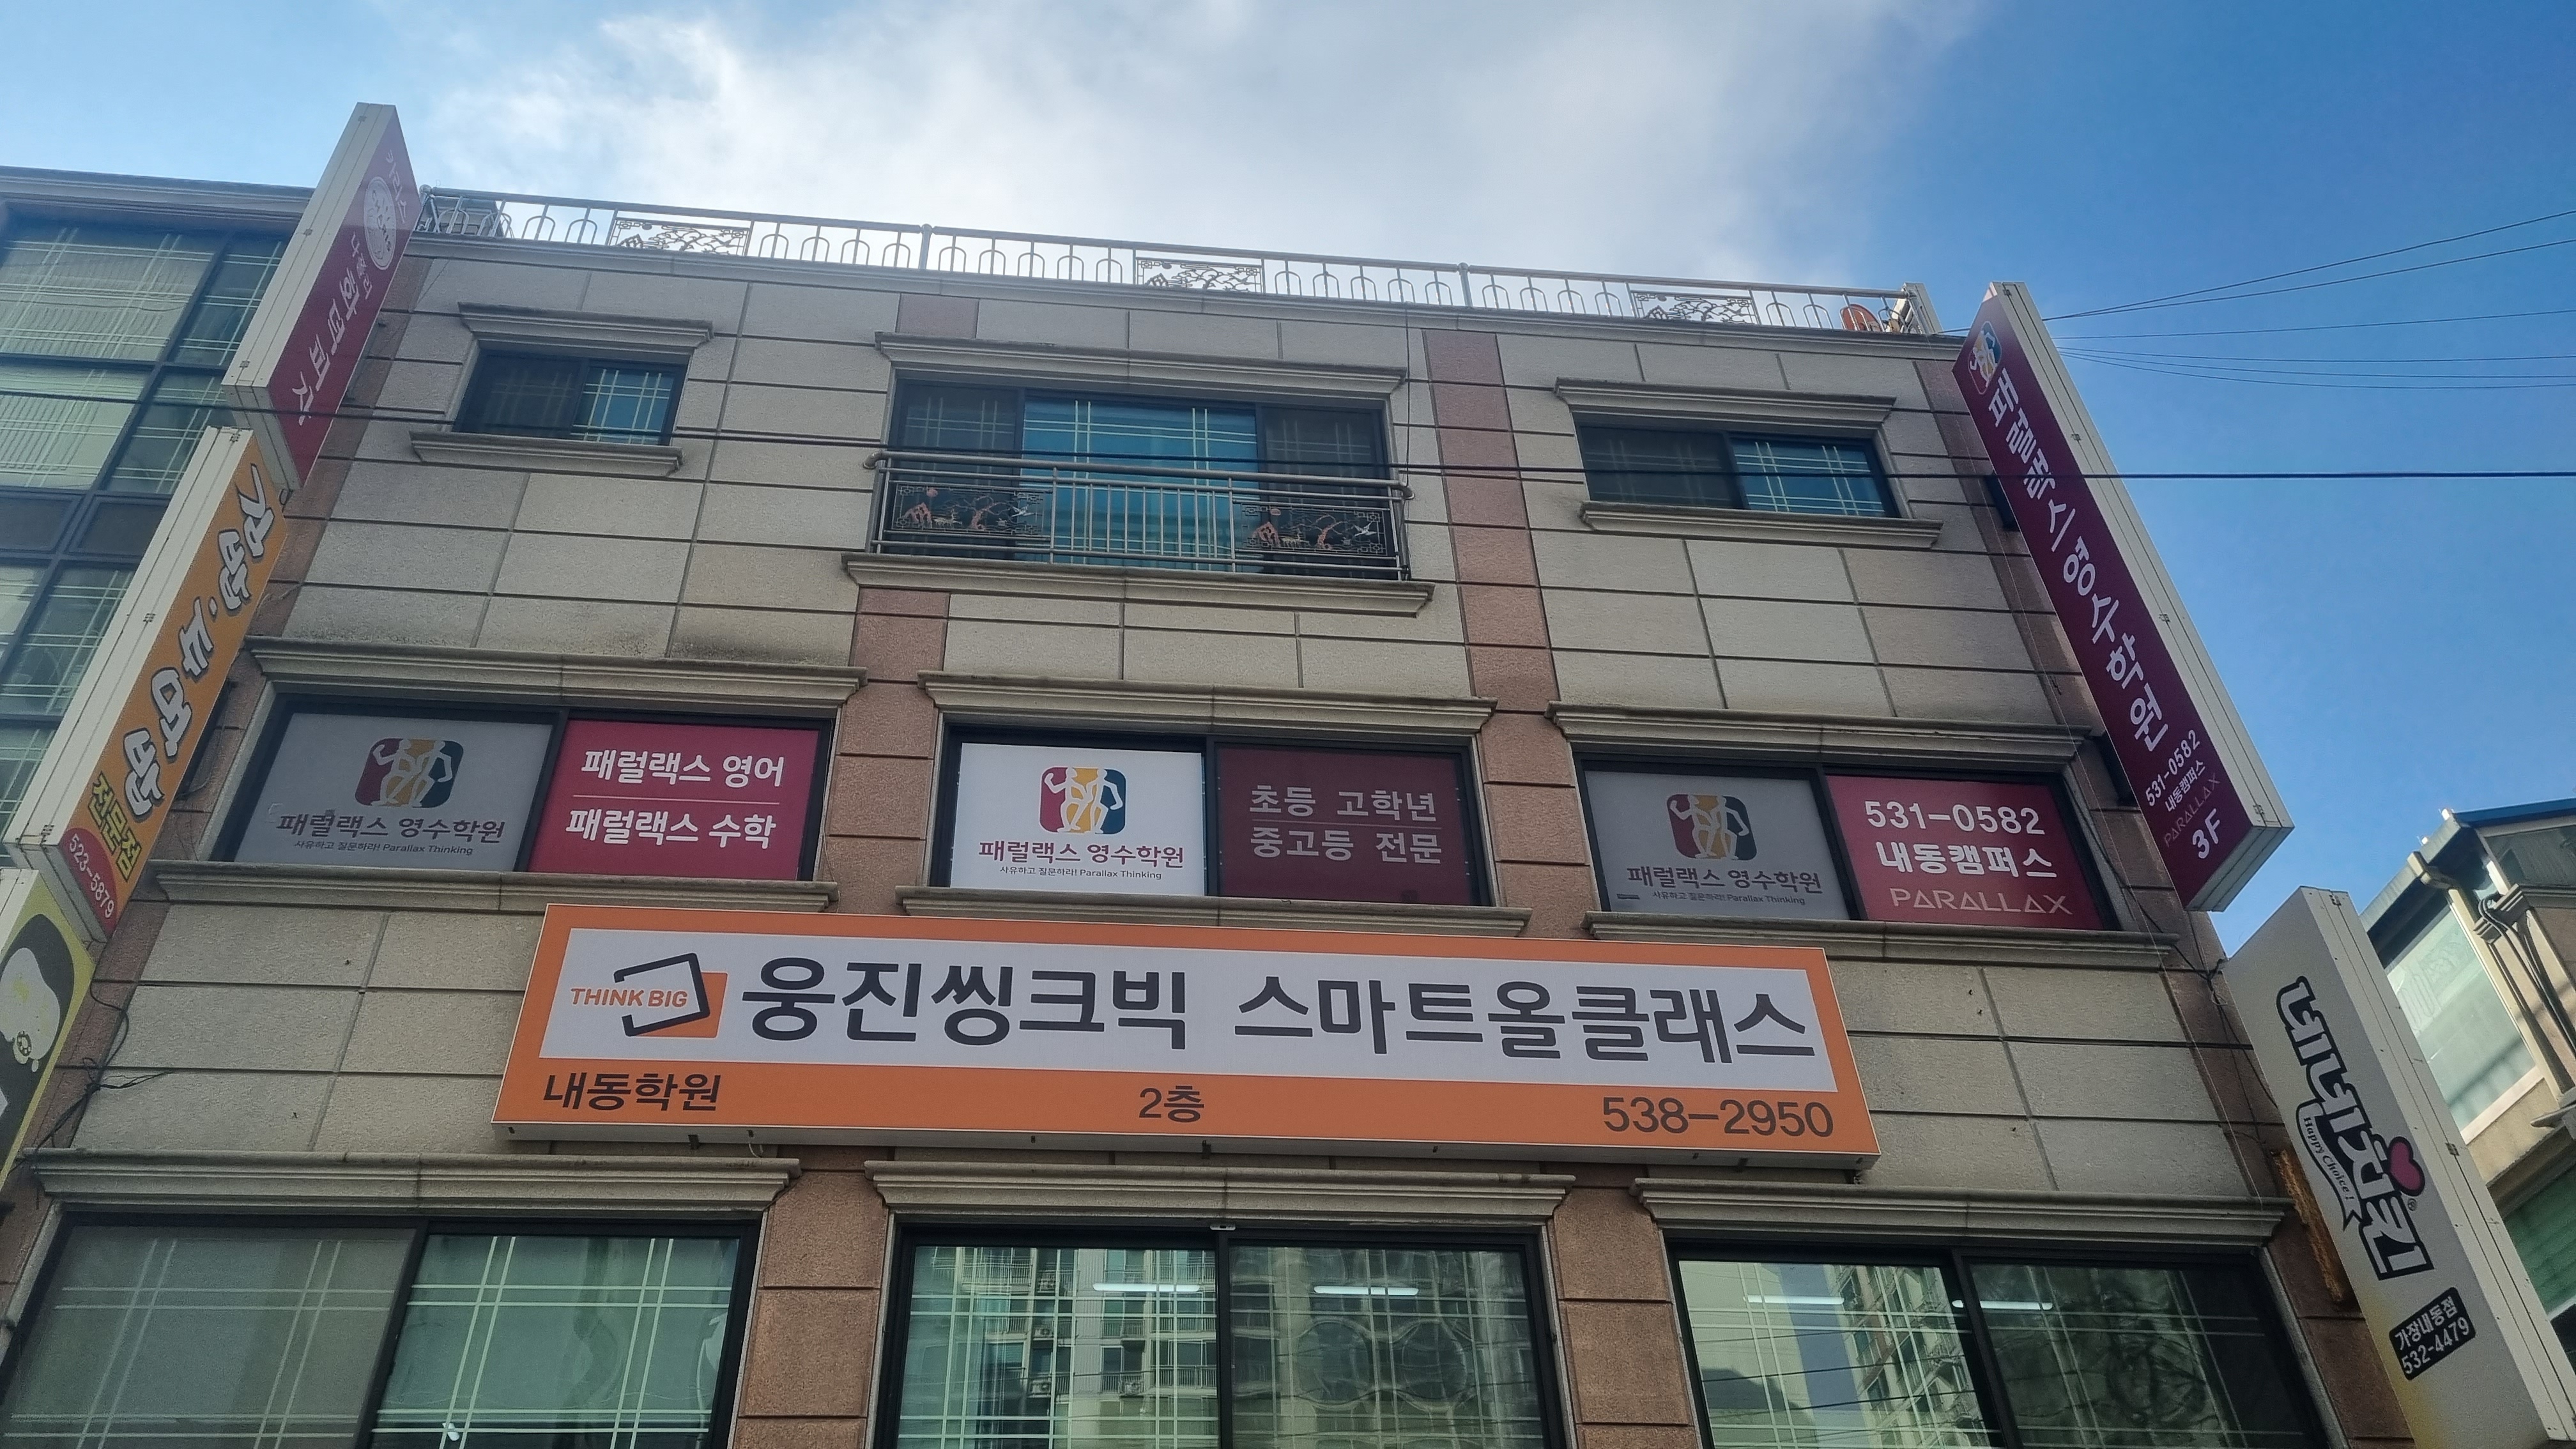 김밥·두루마리
전문점
523-5879
패럴랙스 영수학원
531-0582
내동캠퍼스
PARALLAX
3F
패럴랙스 영수학원
사유하고 질문하라! Parallax Thinking
패럴랙스 영어
패럴랙스 수학
패럴랙스 영수학원
사유하고 질문하라! Parallax Thinking
초등 고학년
중고등 전문
패럴랙스 영수학원
사유하고 질문하라! Parallax Thinking
531-0582
내동캠퍼스
PARALLAX
THINK BIG
웅진씽크빅 스마트올클래스
내동학원
2층
538-2950
네네치킨
Happy Choice!
가장내동점
532-4479